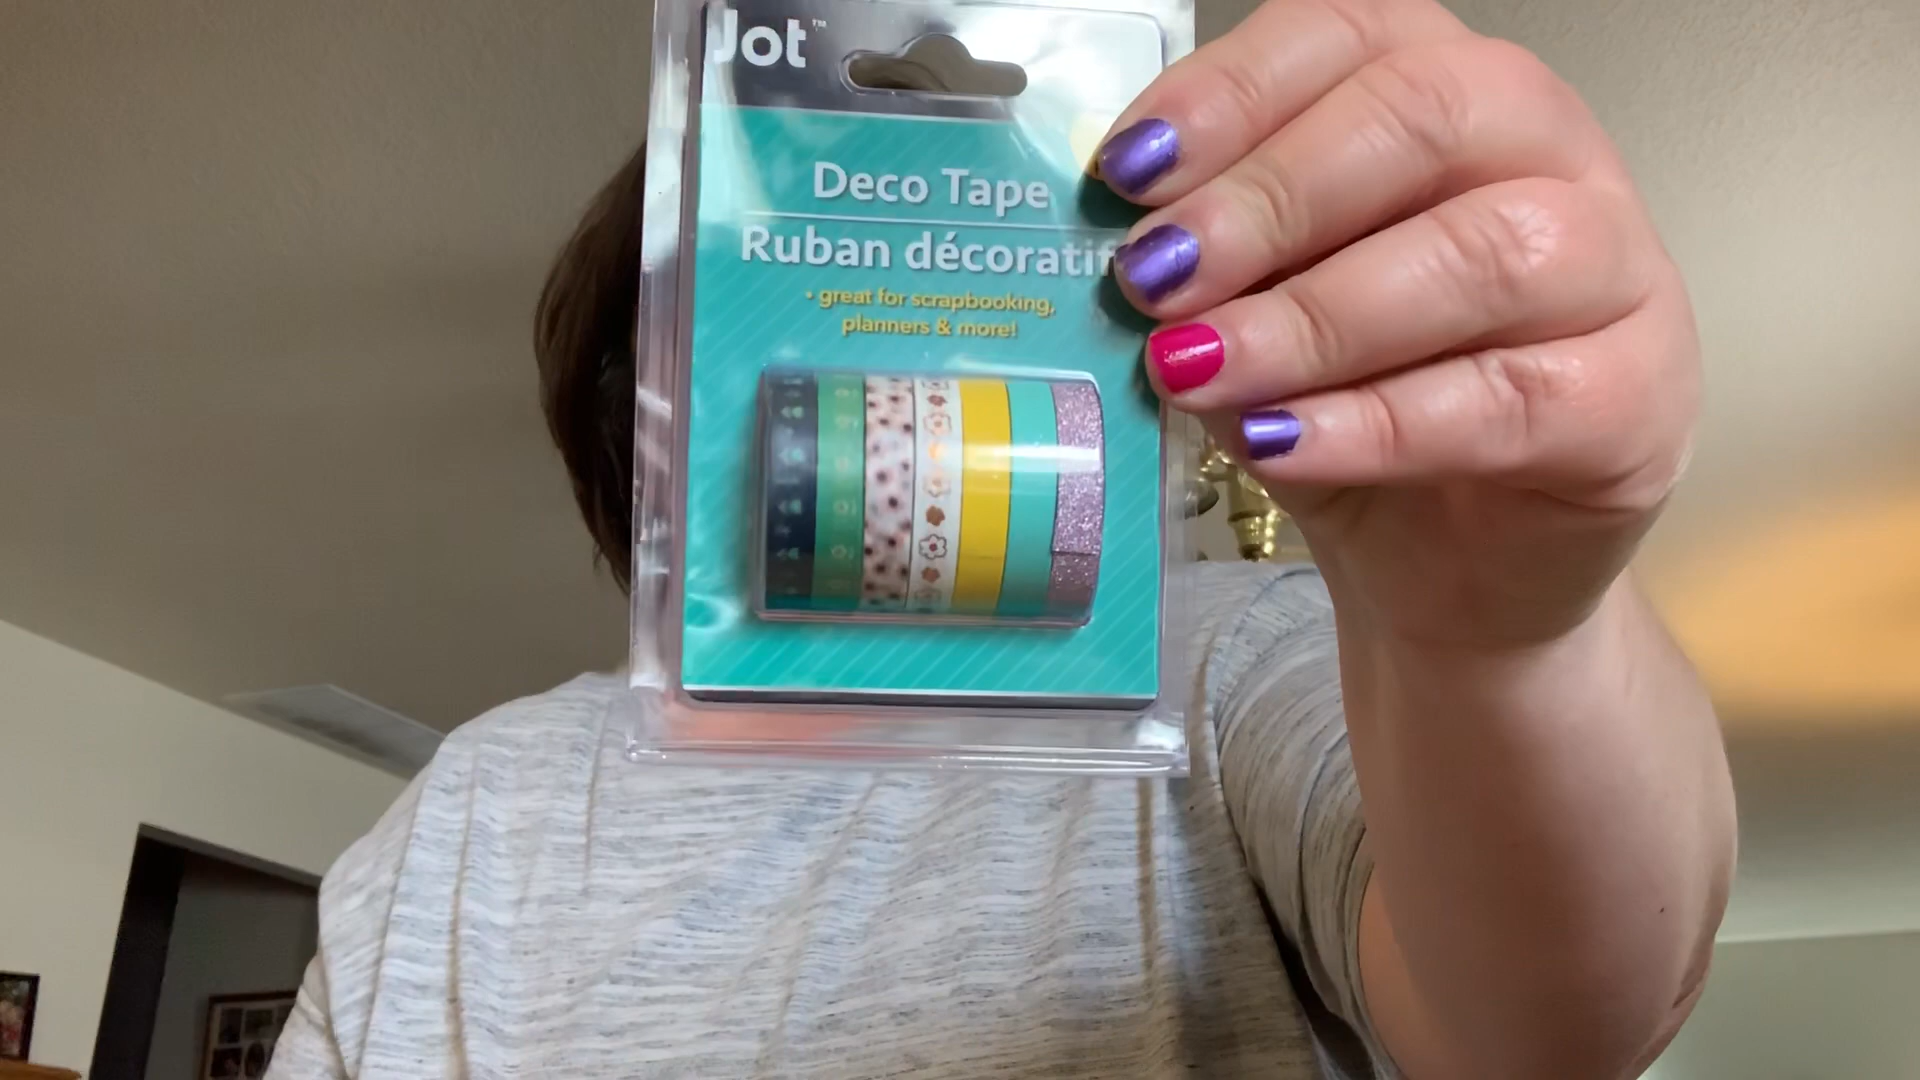 Jot™
Deco Tape
Ruban décoratif
• great for scrapbooking,
planners & more!